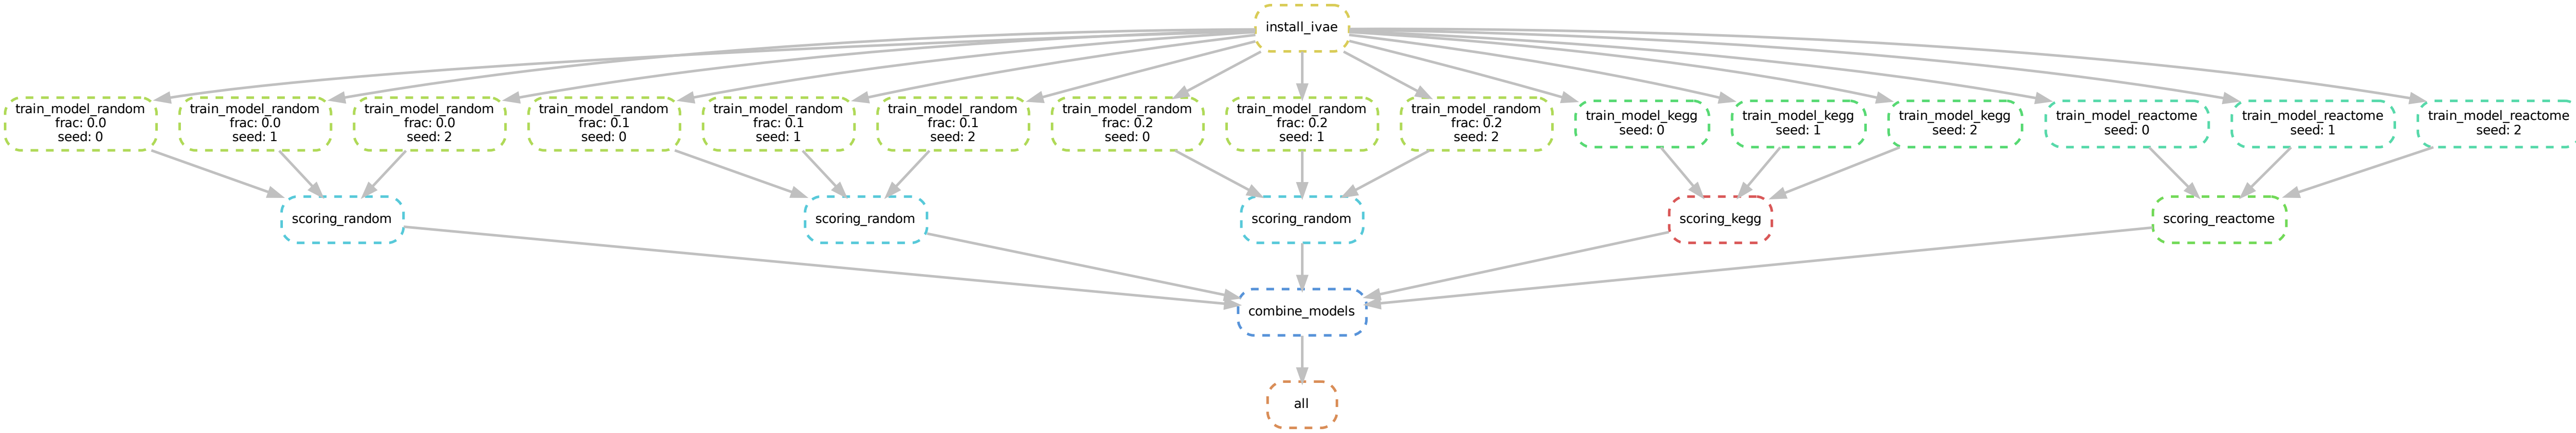 install_ivae
train_model_random
frac: 0.0
seed: 0
train_model_random
frac: 0.0
seed: 1
train_model_random
frac: 0.0
seed: 2
train_model_random
frac: 0.1
seed: 0
train_model_random
frac: 0.1
seed: 1
train_model_random
frac: 0.1
seed: 2
train_model_random
frac: 0.2
seed: 0
train_model_random
frac: 0.2
seed: 1
train_model_random
frac: 0.2
seed: 2
train_model_kegg
seed: 0
train_model_kegg
seed: 1
train_model_kegg
seed: 2
train_model_reactome
seed: 0
train_model_reactome
seed: 1
train_model_reactome
seed: 2
scoring_random
scoring_random
scoring_random
scoring_kegg
scoring_reactome
combine_models
all